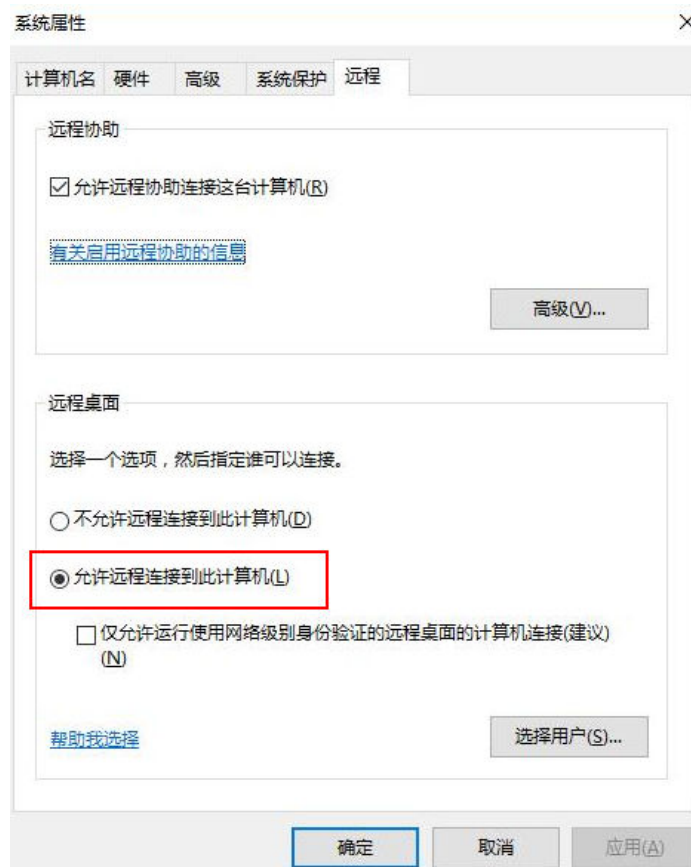 系统属性
计算机名 硬件 高级 系统保护 远程
远程协助
允许远程协助连接这台计算机(R)
有关启用远程协助的信息
高级(V)...
远程桌面
选择一个选项，然后指定谁可以连接。
不允许远程连接到此计算机(D)
允许远程连接到此计算机(L)
仅允许运行使用网络级别身份验证的远程桌面的计算机连接(建议)
(N)
帮助我选择 选择用户(S)...
确定 取消 应用(A)